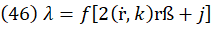 (46) λ = f[2(ṙ, k)rß + j]